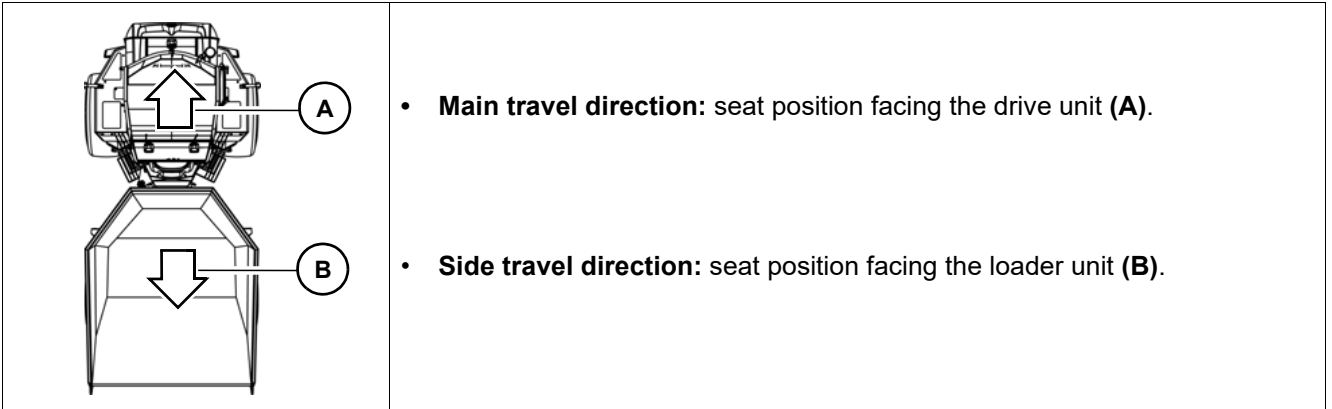 A
• Main travel direction: seat position facing the drive unit (A).
B
• Side travel direction: seat position facing the loader unit (B).